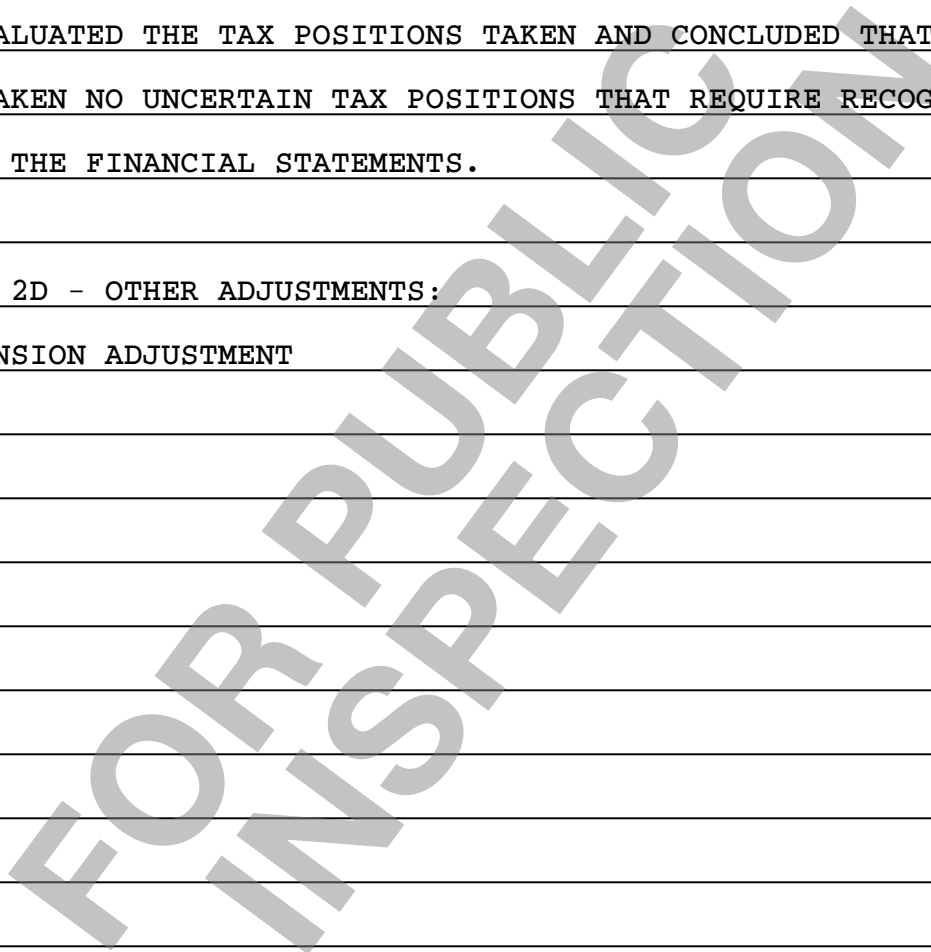 ALUATED THE TAX POSITIONS TAKEN AND CONCLUDED THAT
AKEN NO UNCERTAIN TAX POSITIONS THAT REQUIRE RECOG
THE FINANCIAL STATEMENTS.
2D - OTHER ADJUSTMENTS:
NSION ADJUSTMENT
FOR PUBLIC
INSPECTION